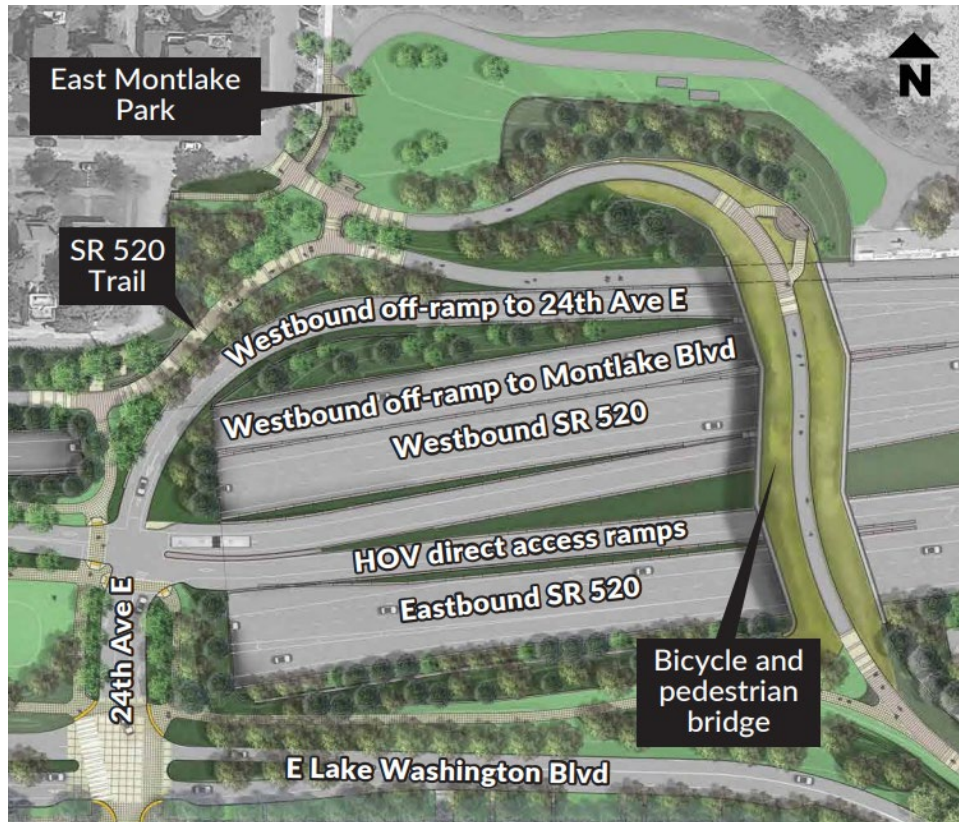 East Montlake
Park
N
SR 520
Trail
Westbound off-ramp to 24th Ave E
Westbound off-ramp to Montlake Blvd
Westbound SR 520
HOV direct access ramps
Eastbound SR 520
24th Ave E
Bicycle and
pedestrian
bridge
E Lake Washington Blvd